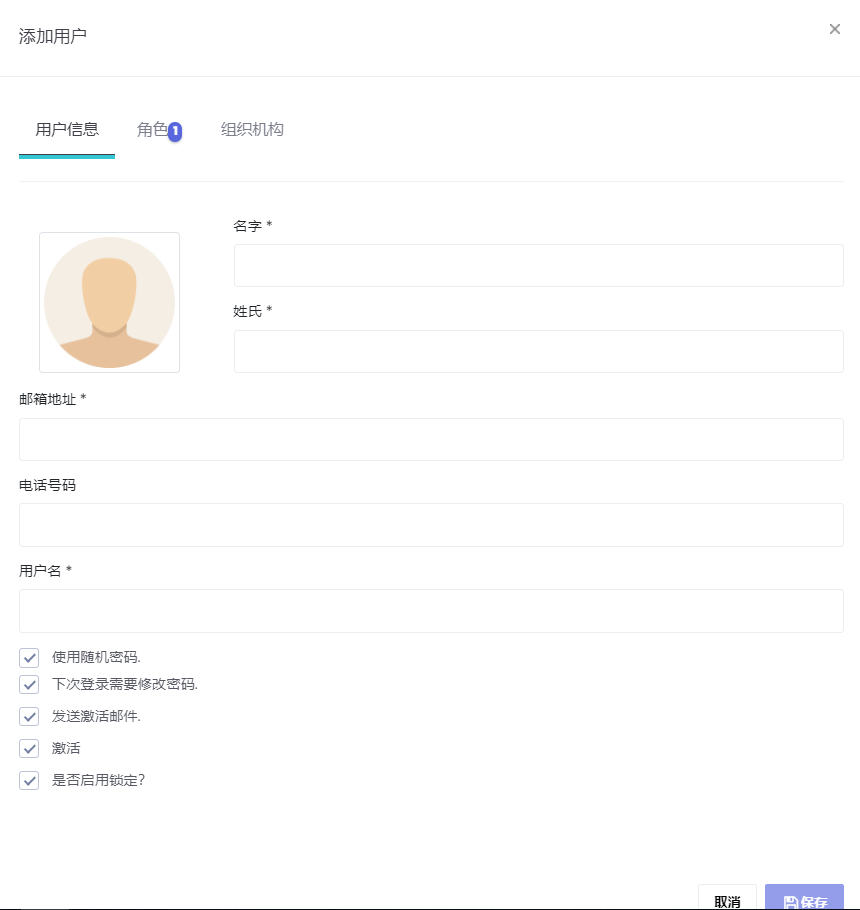 添加用户
用户信息 角色 1 组织机构
名字 *
姓氏 *
邮箱地址 *
电话号码
用户名 *
使用随机密码.
下次登录需要修改密码.
发送激活邮件.
激活
是否启用锁定?
取消 保存